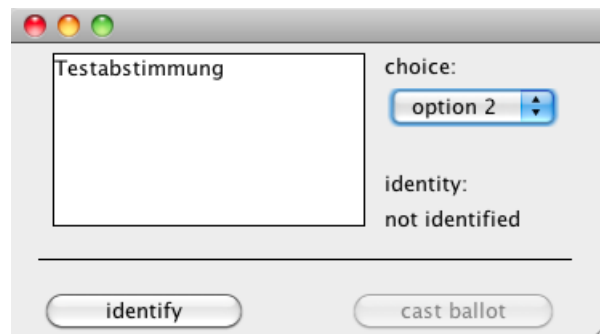 Testabstimmung
choice:
option 2
identity:
not identified
identify
cast ballot